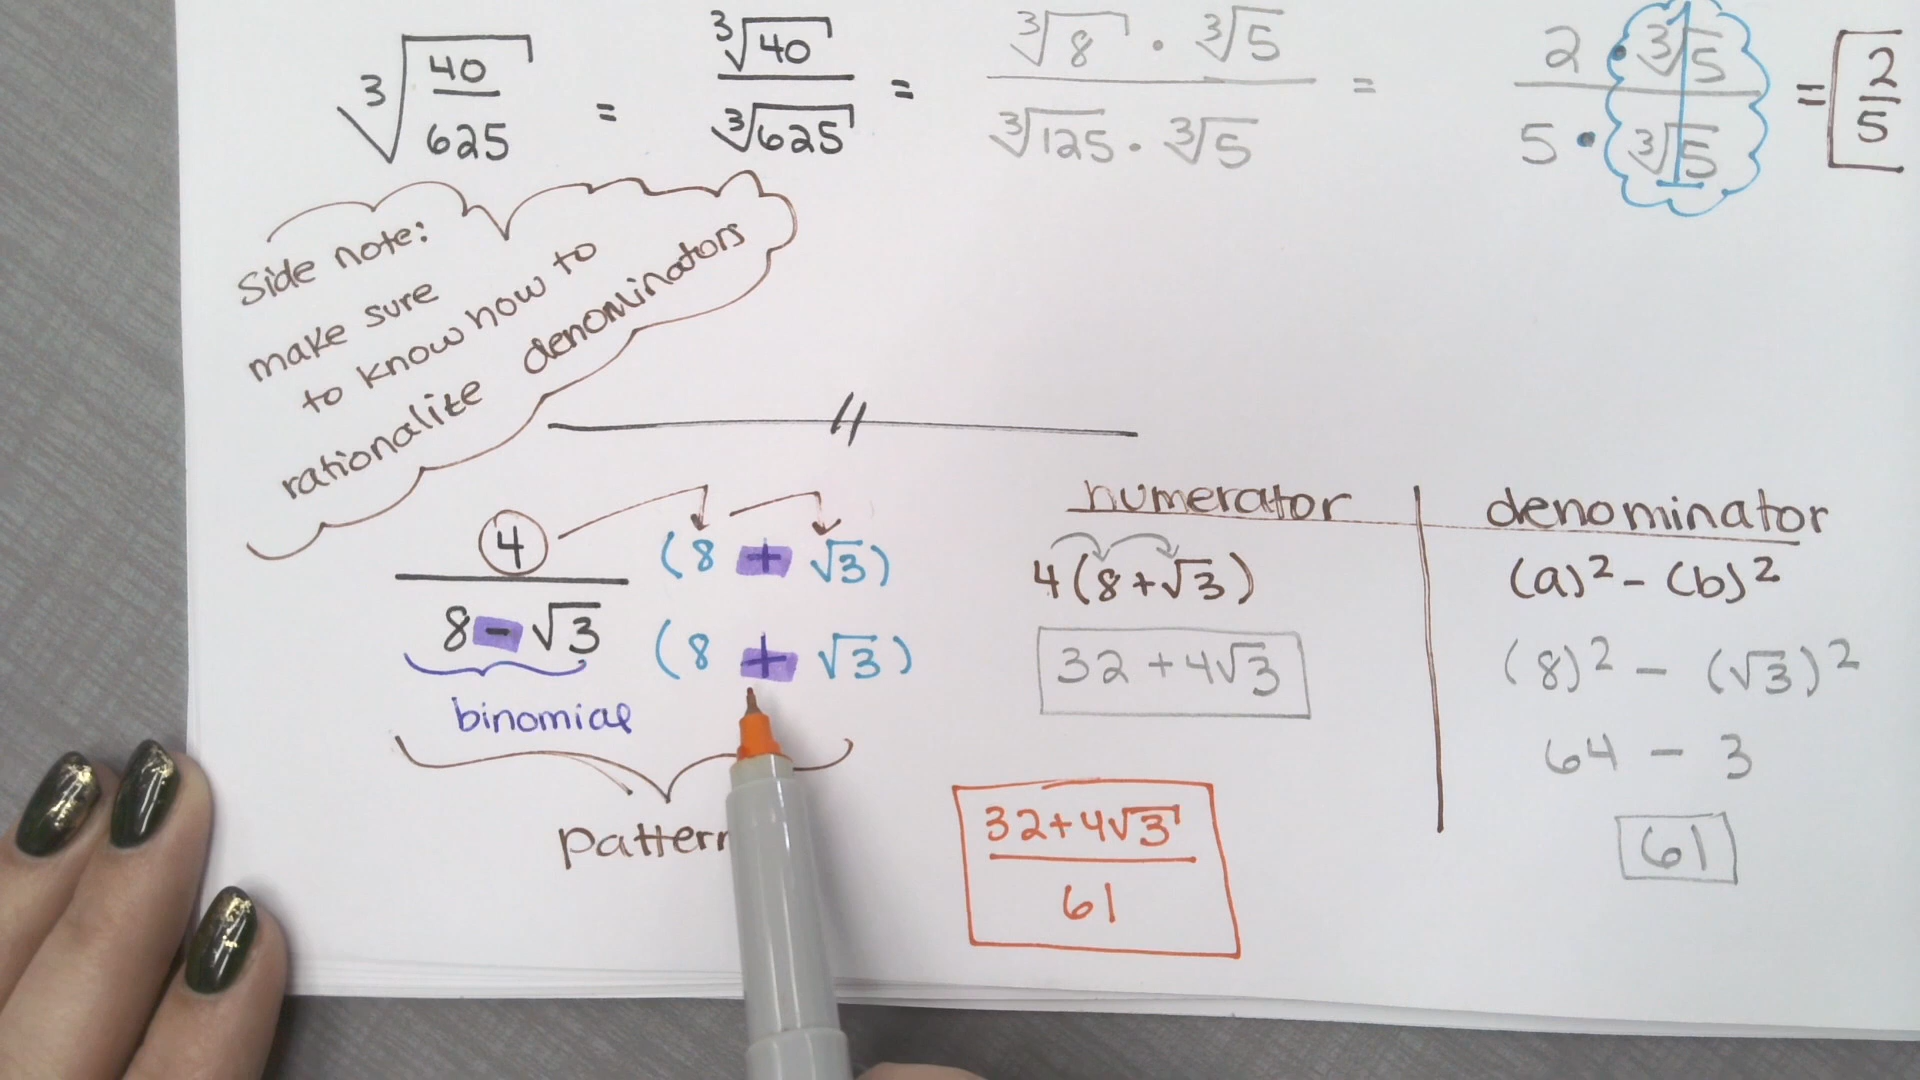 ∛(40/625) = ∛40/∛625 = (∛8 · ∛5)/(∛125 · ∛5) = (2 · ∛5)/(5 · ∛5) = 2/5
Side note:
make sure
to know how to
rationalize denominators
4 (8 + √3)
8 - √3 (8 + √3)
binomial
pattern
numerator
4(8+√3)
32 + 4√3
denominator
(a)² - (b)²
(8)² - (√3)²
64 - 3
61
32+4√3
61